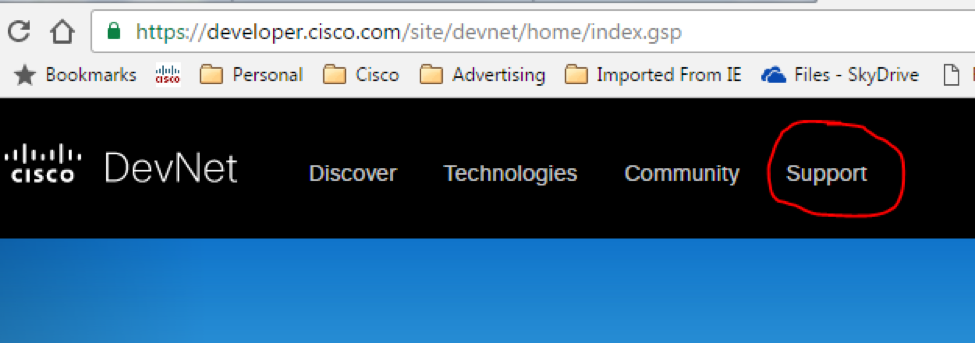 https://developer.cisco.com/site/devnet/home/index.gsp
Bookmarks cisco Personal Cisco Advertising Imported From IE Files - SkyDrive
cisco DevNet Discover Technologies Community Support